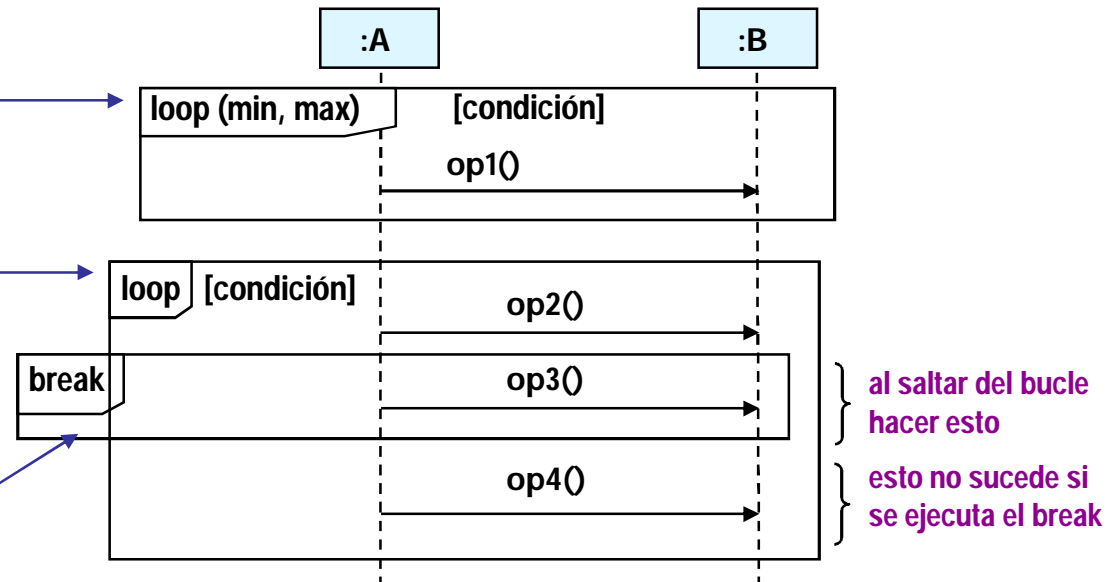 :A
:B
loop (min, max)
[condición]
op1()
loop
[condición]
op2()
break
op3()
al saltar del bucle
hacer esto
op4()
esto no sucede si
se ejecuta el break